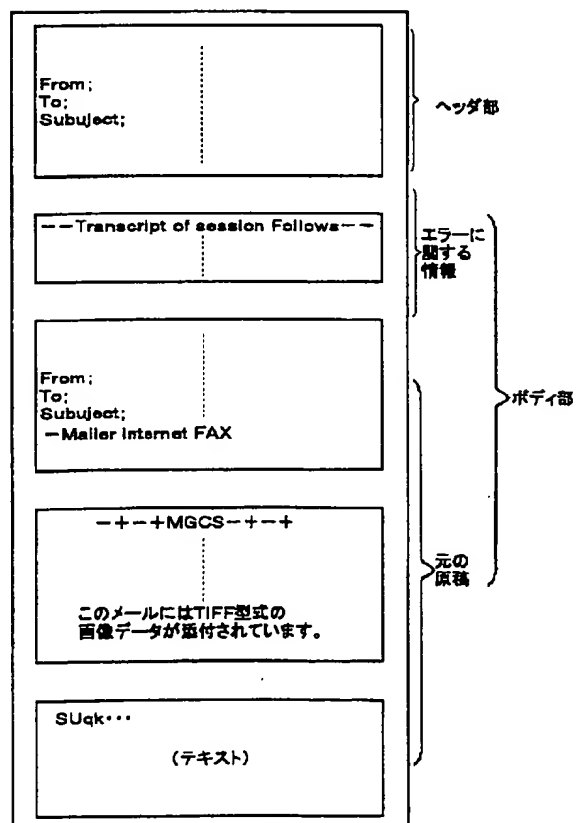 From;
To;
Subuject;
ヘッダ部
――Transcript of session Follows――
エラーに
関する
情報
From;
To;
Subuject;
―Mailer Internet FAX
ボディ部
―+―+MGCS―+―+
このメールにはTIFF型式の
画像データが添付されています。
元の
原稿
SUqk・・・
(テキスト)